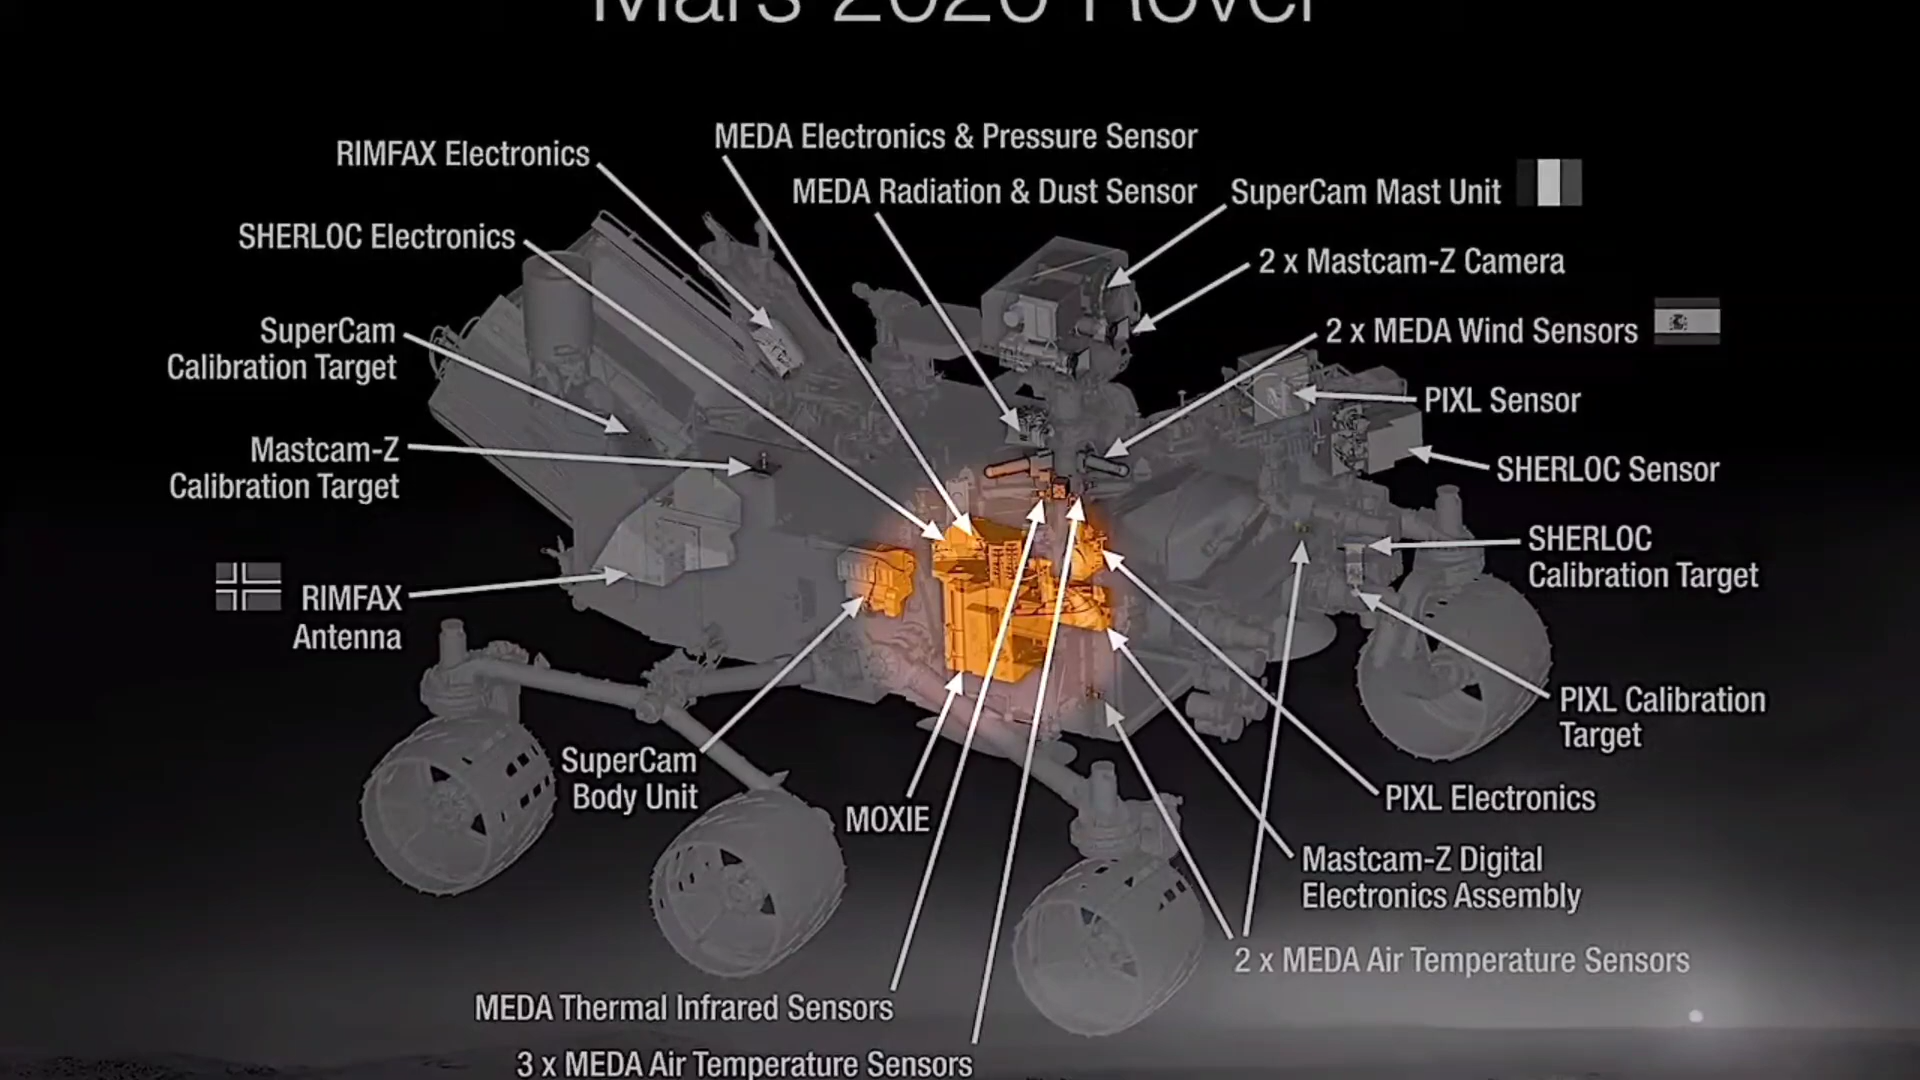 Mars 2020 Rover
MEDA Electronics & Pressure Sensor
RIMFAX Electronics
MEDA Radiation & Dust Sensor
SuperCam Mast Unit
SHERLOC Electronics
2 x Mastcam-Z Camera
SuperCam
Calibration Target
2 x MEDA Wind Sensors
PIXL Sensor
Mastcam-Z
Calibration Target
SHERLOC Sensor
SHERLOC
Calibration Target
RIMFAX
Antenna
PIXL Calibration
Target
SuperCam
Body Unit
MOXIE
PIXL Electronics
Mastcam-Z Digital
Electronics Assembly
2 x MEDA Air Temperature Sensors
MEDA Thermal Infrared Sensors
3 x MEDA Air Temperature Sensors